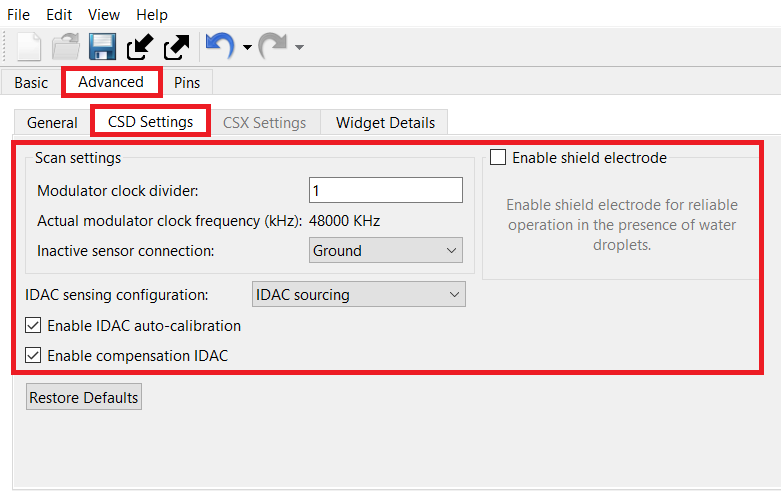 File Edit View Help
Basic Advanced Pins
General CSD Settings CSX Settings Widget Details
Scan settings
Modulator clock divider: 1
Actual modulator clock frequency (kHz): 48000 KHz
Inactive sensor connection: Ground
Enable shield electrode
Enable shield electrode for reliable
operation in the presence of water
droplets.
IDAC sensing configuration: IDAC sourcing
Enable IDAC auto-calibration
Enable compensation IDAC
Restore Defaults